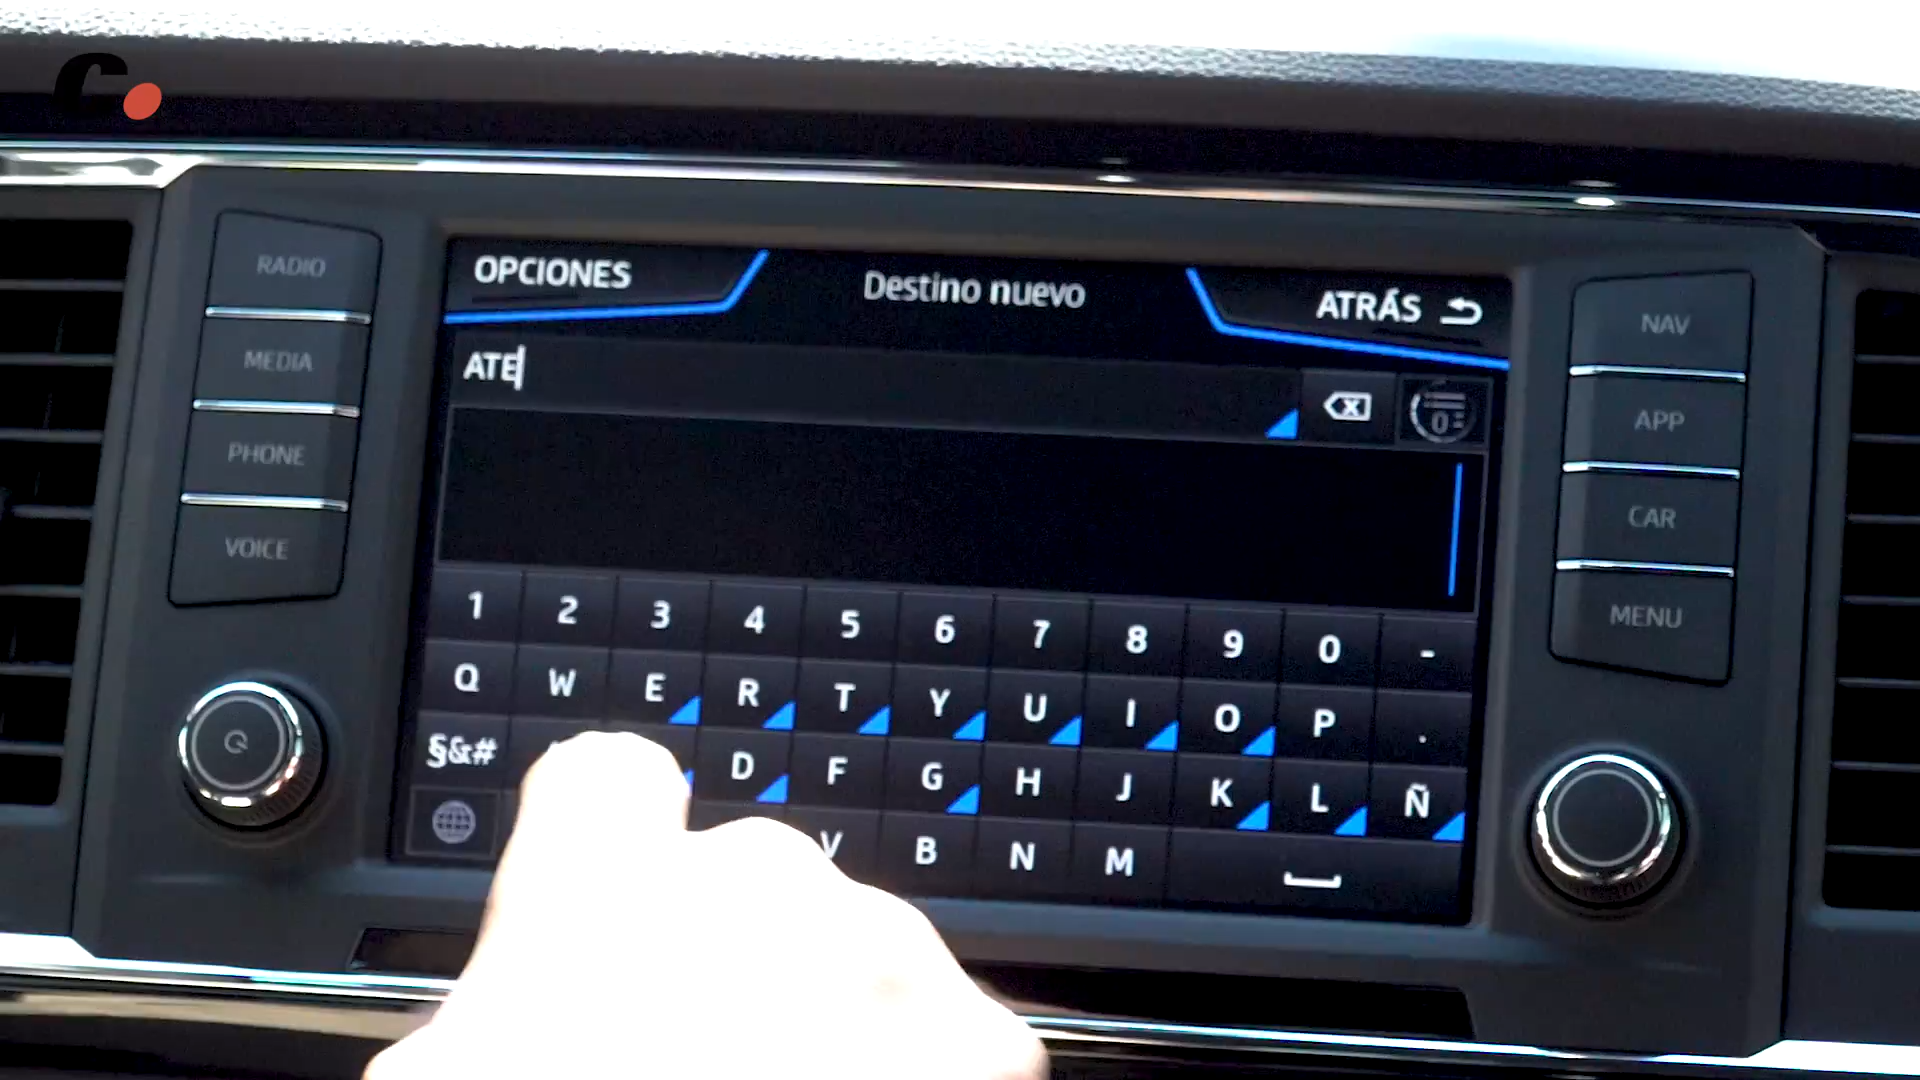 RADIO
MEDIA
PHONE
VOICE
OPCIONES
Destino nuevo
ATRÁS
ATE
0
1 2 3 4 5 6 7 8 9 0 -
Q W E R T Y U I O P .
§&# D F G H J K L Ñ
V B N M
NAV
APP
CAR
MENU